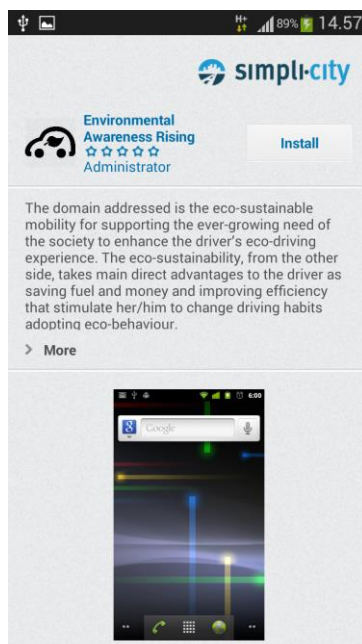 H+ 89% 14.57
simpli·city
Environmental
Awareness Rising
Administrator
Install
The domain addressed is the eco-sustainable
mobility for supporting the ever-growing need of
the society to enhance the driver's eco-driving
experience. The eco-sustainability, from the other
side, takes main direct advantages to the driver as
saving fuel and money and improving efficiency
that stimulate her/him to change driving habits
adopting eco-behaviour.
> More
6:00
8 Google